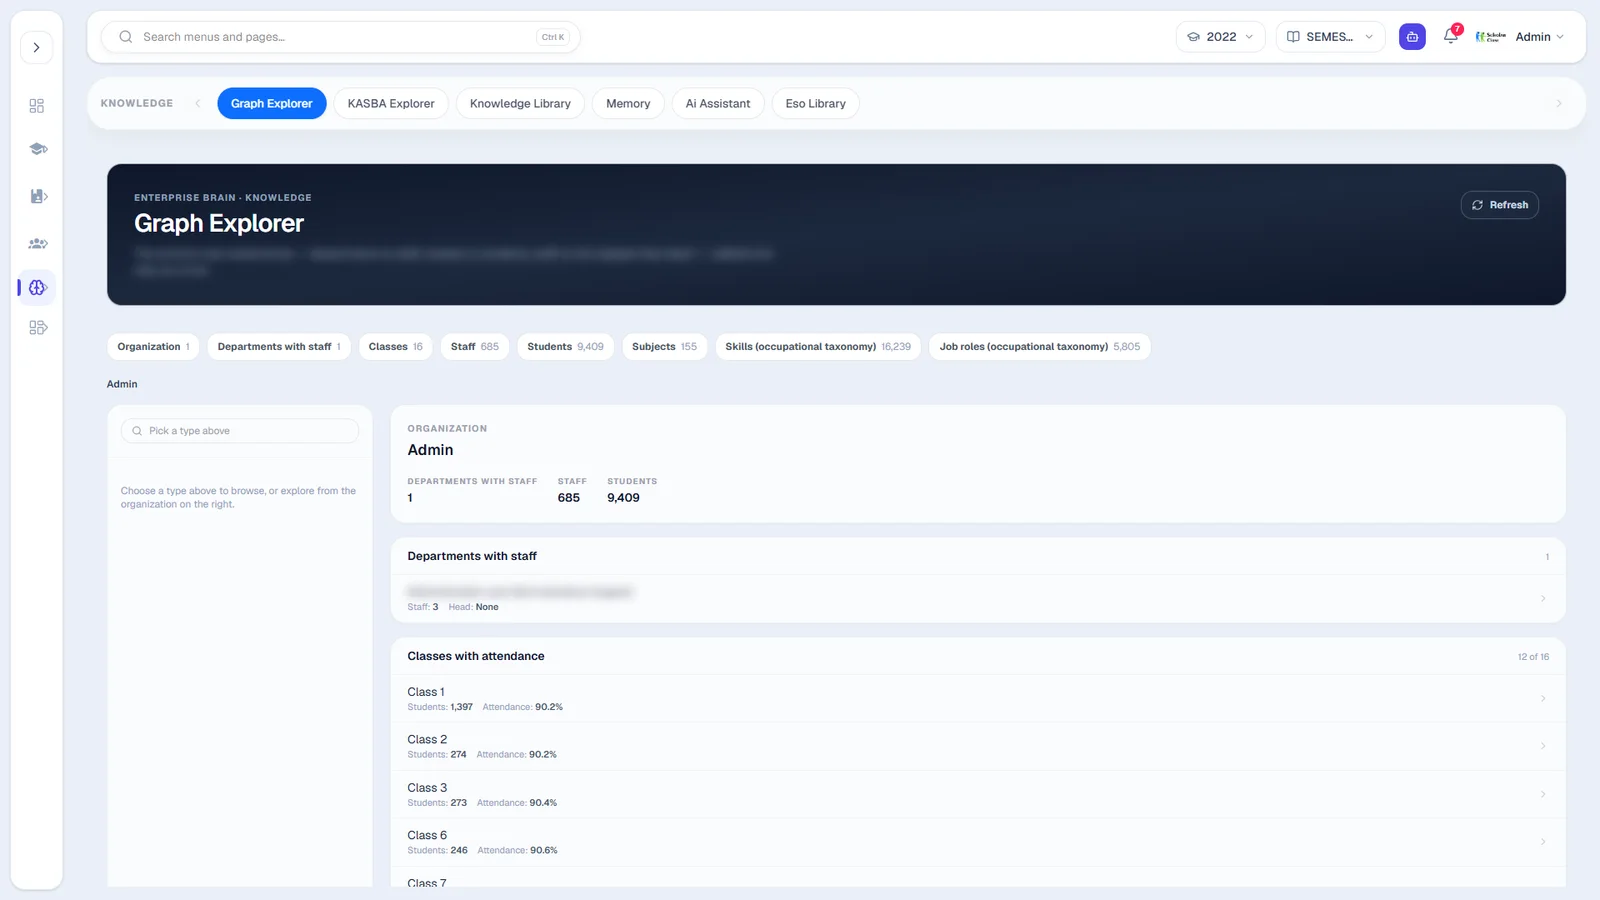 Search menus and pages...
Ctrl K
2022
SEMES...
7
Scholar Clone
Admin
KNOWLEDGE
Graph Explorer
KASBA Explorer
Knowledge Library
Memory
Ai Assistant
Eso Library
ENTERPRISE BRAIN · KNOWLEDGE
Graph Explorer
Refresh
Organization 1
Departments with staff 1
Classes 16
Staff 685
Students 9,409
Subjects 155
Skills (occupational taxonomy) 16,239
Job roles (occupational taxonomy) 5,805
Admin
Pick a type above
Choose a type above to browse, or explore from the
organization on the right.
ORGANIZATION
Admin
DEPARTMENTS WITH STAFF
1
STAFF
685
STUDENTS
9,409
Departments with staff
1
Staff: 3 Head: None
Classes with attendance
12 of 16
Class 1
Students: 1,397 Attendance: 90.2%
Class 2
Students: 274 Attendance: 90.2%
Class 3
Students: 273 Attendance: 90.4%
Class 6
Students: 246 Attendance: 90.6%
Class 7